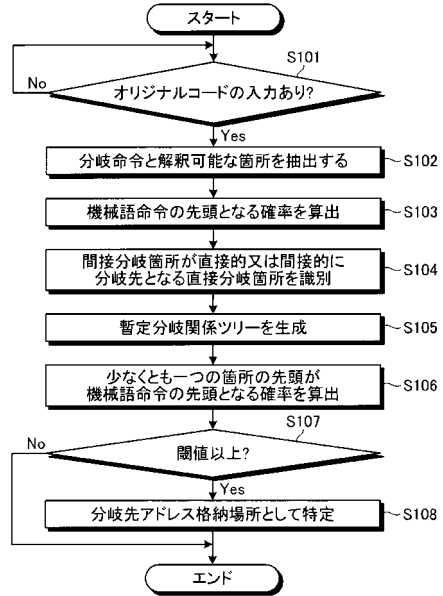 スタート
S101
オリジナルコードの入力あり?
No
Yes
分岐命令と解釈可能な箇所を抽出する
S102
機械語命令の先頭となる確率を算出
S103
間接分岐箇所が直接的又は間接的に
分岐先となる直接分岐箇所を識別
S104
暫定分岐関係ツリーを生成
S105
少なくとも一つの箇所の先頭が
機械語命令の先頭となる確率を算出
S106
S107
閾値以上?
No
Yes
分岐先アドレス格納場所として特定
S108
エンド